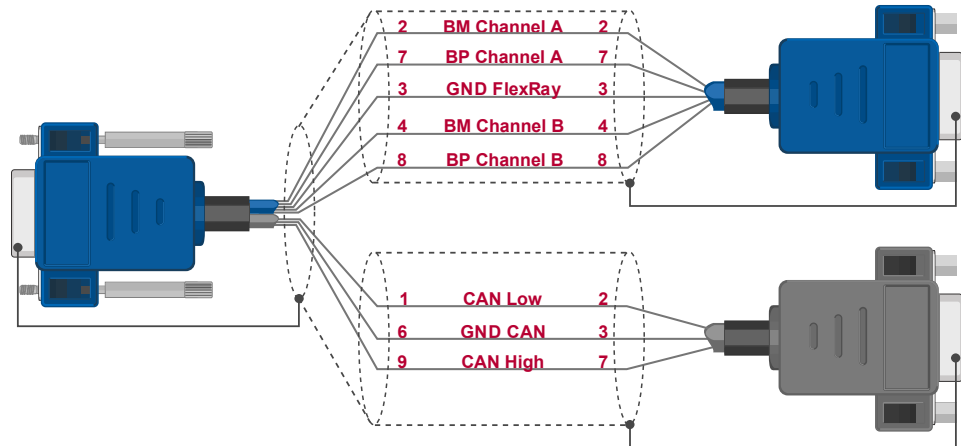 2 BM Channel A 2
7 BP Channel A 7
3 GND FlexRay 3
4 BM Channel B 4
8 BP Channel B 8
1 CAN Low 2
6 GND CAN 3
9 CAN High 7